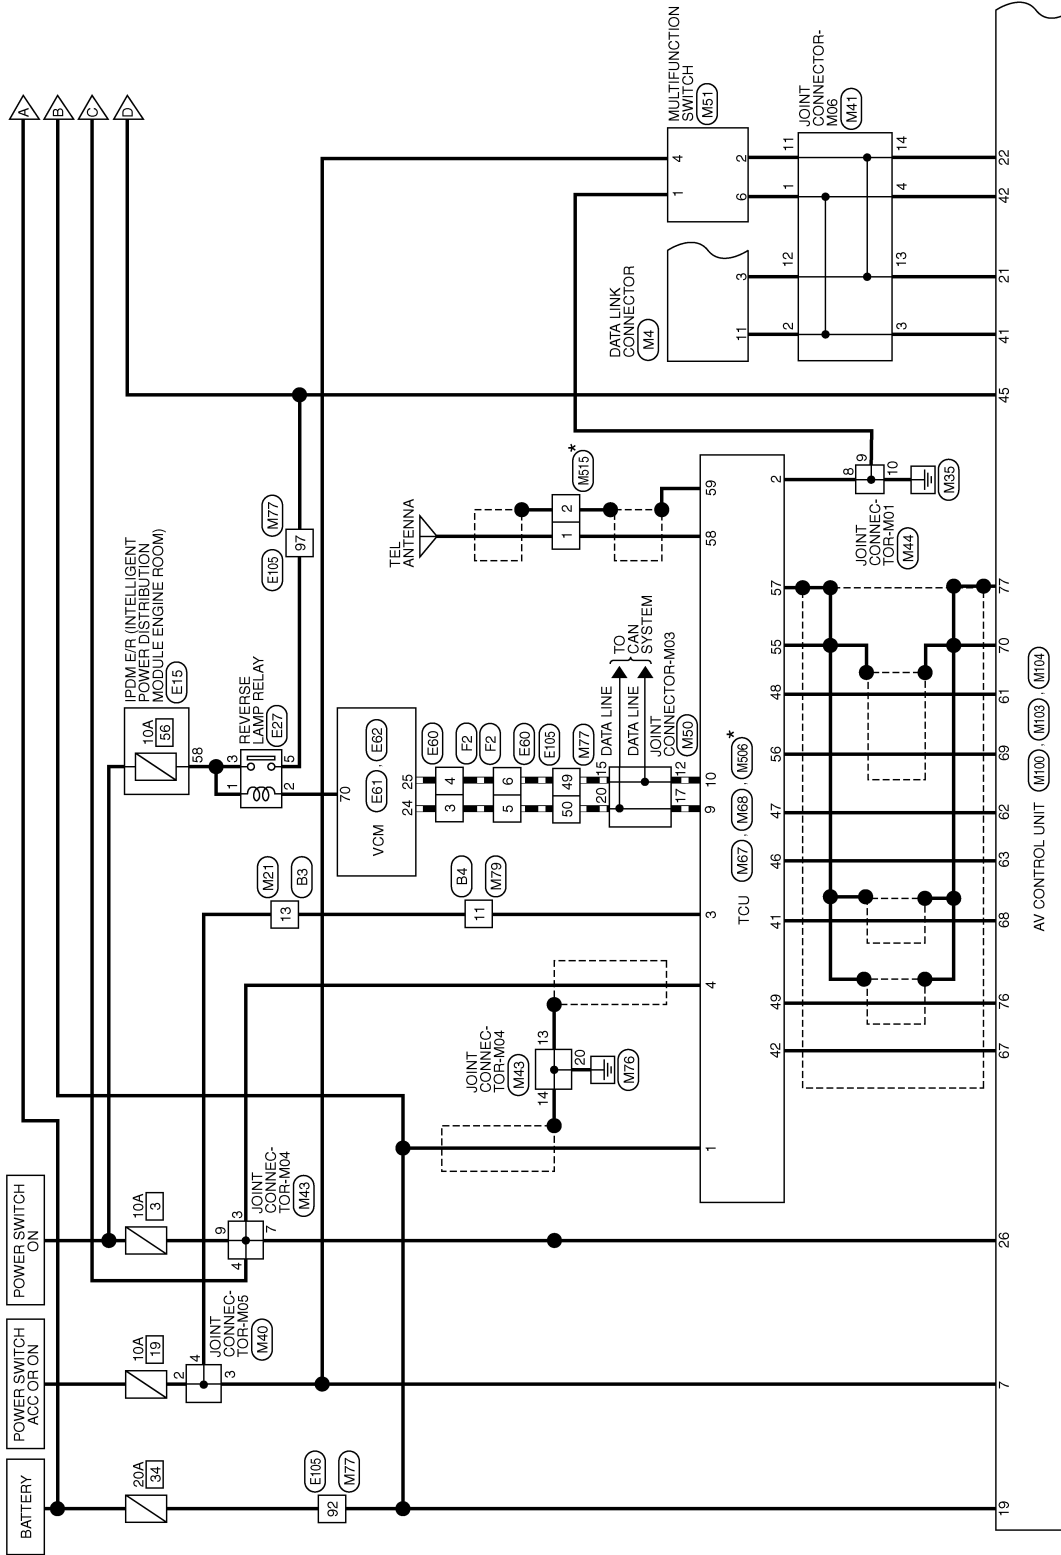 BATTERY
POWER SWITCH
ACC OR ON
POWER SWITCH
ON
20A
34
10A
19
10A
3
E105
M77
92
2
4
3
JOINT
CONNEC-
TOR-M05
M40
9
3
4
7
JOINT
CONNEC-
TOR-M04
M43
IPDM E/R (INTELLIGENT
POWER DISTRIBUTION
MODULE ENGINE ROOM)
E15
10A
56
58
REVERSE
LAMP RELAY
E27
1
3
2
5
A
B
C
D
M21
B3
13
B4
M79
11
VCM
E61 , E62
70
24
25
E60
3
4
F2
F2
5
6
E60
E105
50
49
M77
DATA LINE
DATA LINE
TO
CAN
SYSTEM
JOINT
CONNECTOR-M03
M50
20
15
17
12
E105
M77
97
JOINT
CONNEC-
TOR-M04
M43
14
13
20
M76
TEL
ANTENNA
M515
*
1
2
TCU
M67 , M68 , M506
*
1
4
3
9
10
58
59
42
49
41
46
47
56
48
55
57
2
JOINT
CONNEC-
TOR-M01
M44
8
9
10
M35
DATA LINK
CONNECTOR
M4
11
3
MULTIFUNCTION
SWITCH
M51
1
4
6
2
JOINT
CONNECTOR-
M06
M41
2
12
1
11
3
13
4
14
19
7
26
67
76
68
63
62
69
61
70
77
45
41
21
42
22
AV CONTROL UNIT
M100 , M103 , M104